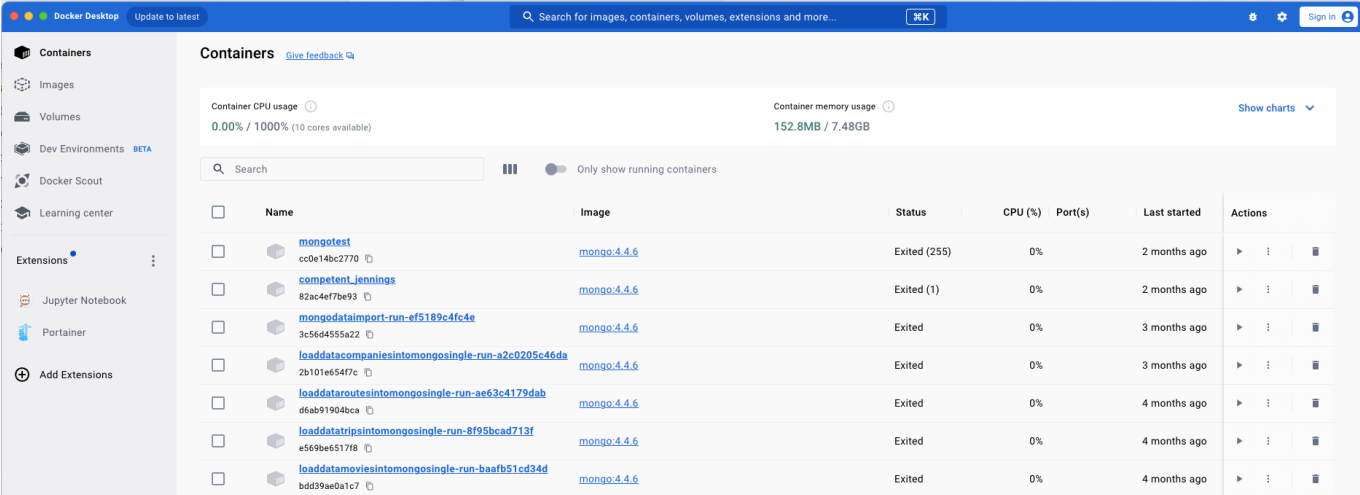 Docker Desktop Update to latest Search for images, containers, volumes, extensions and more... ⌘K Sign in
Containers
Images
Volumes
Dev Environments BETA
Docker Scout
Learning center
Extensions
Jupyter Notebook
Portainer
Add Extensions
Containers Give feedback
Container CPU usage
0.00% / 1000% (10 cores available)
Container memory usage
152.8MB / 7.48GB
Show charts
Search
Only show running containers
Name Image Status CPU (%) Port(s) Last started Actions
mongotest
cc0e14bc2770 mongo:4.4.6 Exited (255) 0% 2 months ago
competent_jennings
82ac4ef7be93 mongo:4.4.6 Exited (1) 0% 2 months ago
mongodataimport-run-ef5189c4fc4e
3c56d4555a22 mongo:4.4.6 Exited 0% 3 months ago
loaddatacompaniesintomongosingle-run-a2c0205c46da
2b101e654f7c mongo:4.4.6 Exited 0% 3 months ago
loaddataroutesintomongosingle-run-ae63c4179dab
d6ab91904bca mongo:4.4.6 Exited 0% 4 months ago
loaddatatripsintomongosingle-run-8f95bcad713f
e569be6517f8 mongo:4.4.6 Exited 0% 4 months ago
loaddatamoviesintomongosingle-run-baafb51cd34d
bdd39ae0a1c7 mongo:4.4.6 Exited 0% 4 months ago